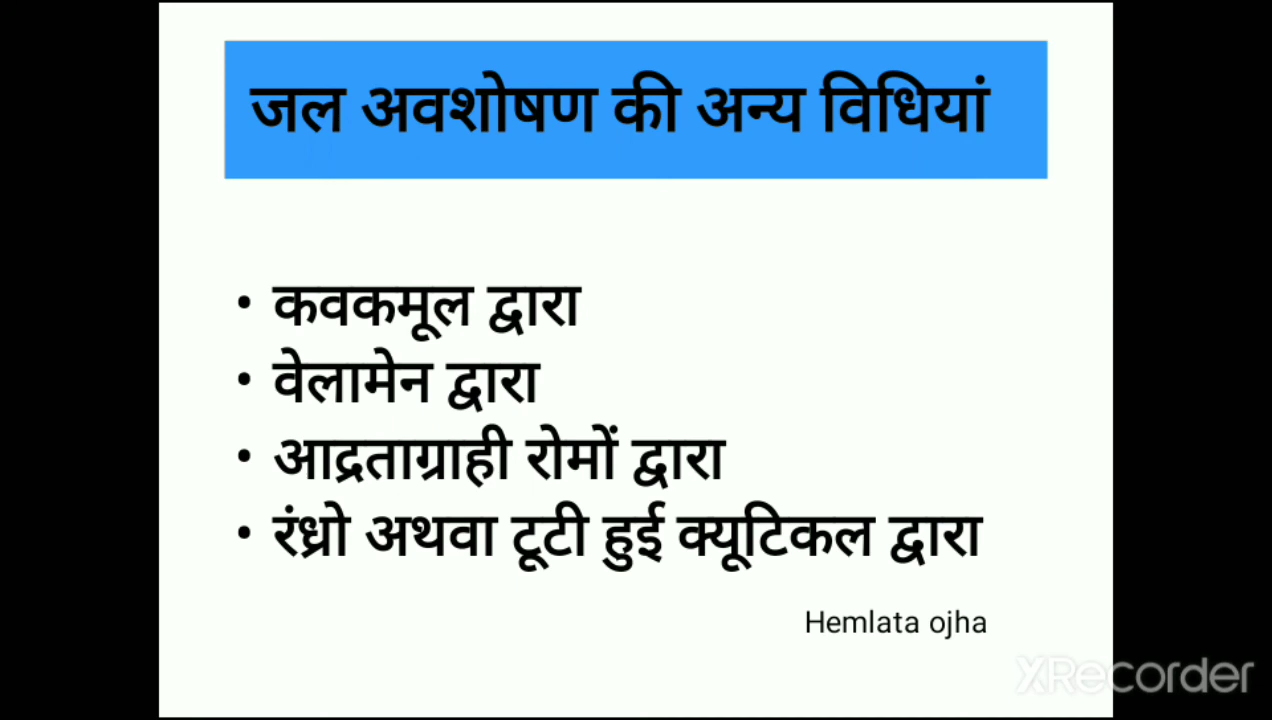 जल अवशोषण की अन्य विधियां
• कवकमूल द्वारा
• वेलामेन द्वारा
• आद्रताग्राही रोमों द्वारा
• रंध्रो अथवा टूटी हुई क्यूटिकल द्वारा
Hemlata ojha
XRecorder